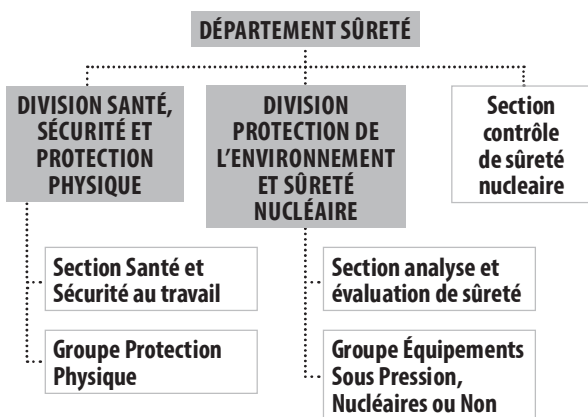 DÉPARTEMENT SÛRETÉ
DIVISION SANTÉ,
SÉCURITÉ ET
PROTECTION
PHYSIQUE
DIVISION
PROTECTION DE
L'ENVIRONNEMENT
ET SÛRETÉ
NUCLÉAIRE
Section
contrôle
de sûreté
nucleaire
Section Santé et
Sécurité au travail
Groupe Protection
Physique
Section analyse et
évaluation de sûreté
Groupe Équipements
Sous Pression,
Nucléaires ou Non